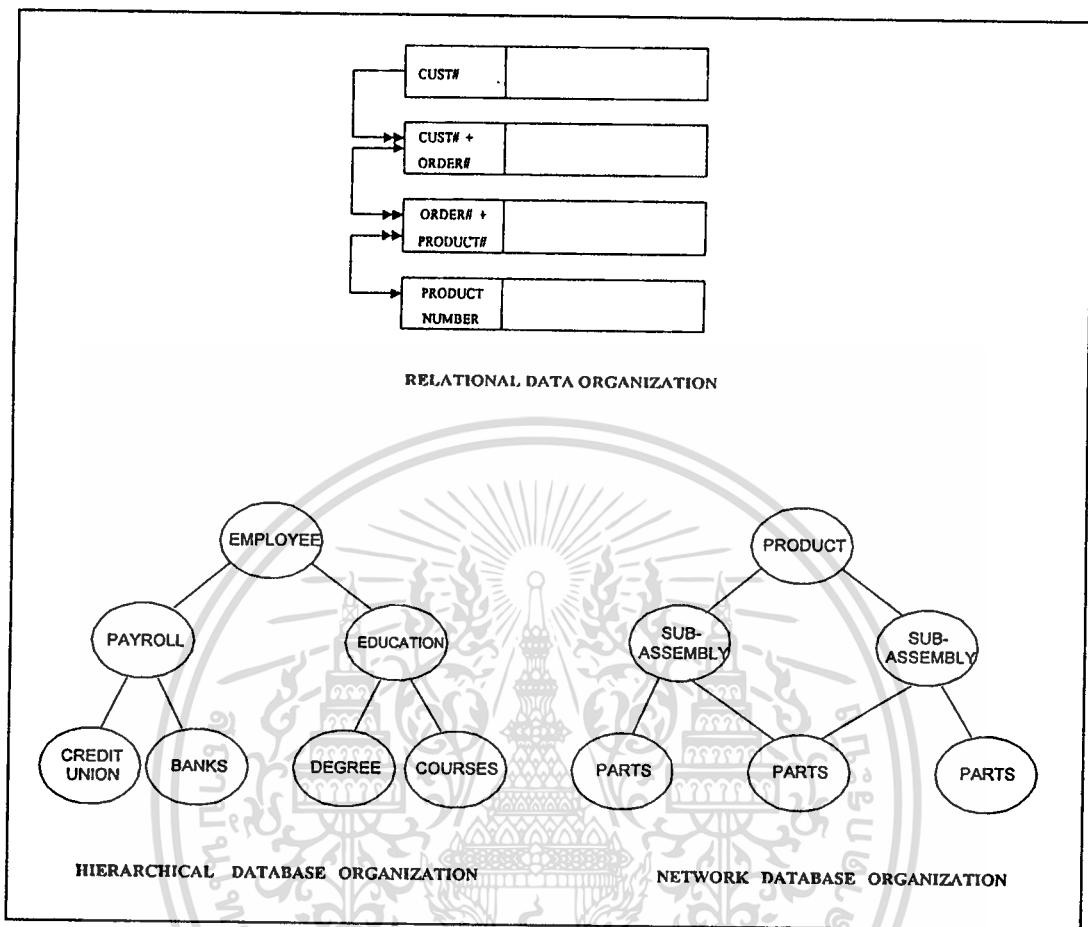 CUST#
CUST# +
ORDER#
ORDER# +
PRODUCT#
PRODUCT
NUMBER
RELATIONAL DATA ORGANIZATION
EMPLOYEE
PAYROLL
EDUCATION
CREDIT
UNION
BANKS
DEGREE
COURSES
HIERARCHICAL DATABASE ORGANIZATION
PRODUCT
SUB-
ASSEMBLY
SUB-
ASSEMBLY
PARTS
PARTS
PARTS
NETWORK DATABASE ORGANIZATION